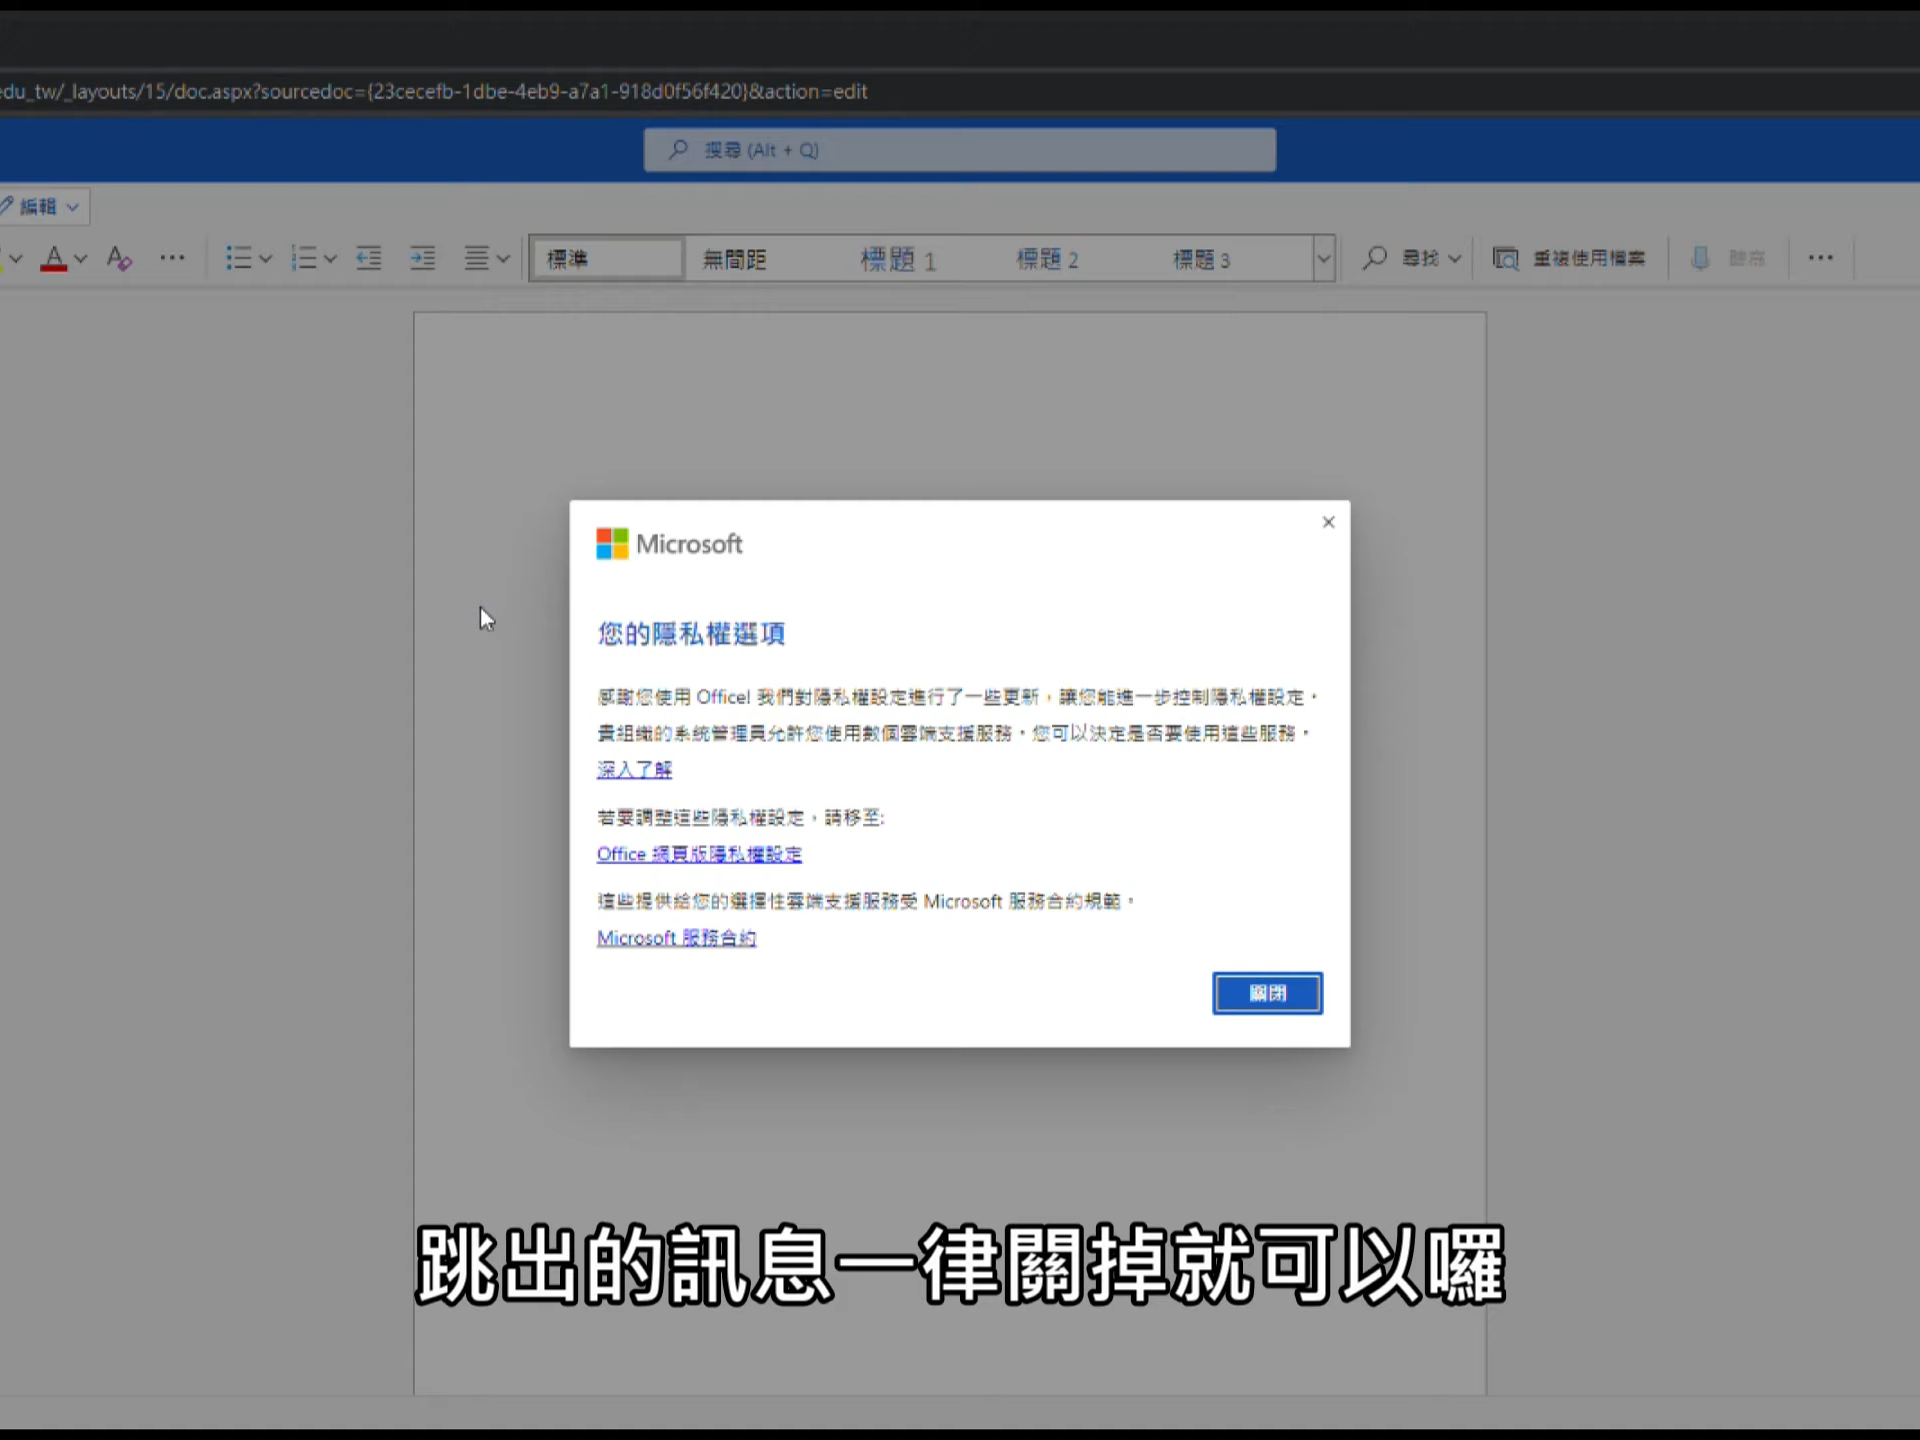 edu_tw/_layouts/15/doc.aspx?sourcedoc={23cecefb-1dbe-4eb9-a7a1-918d0f56f420}&action=edit
搜尋 (Alt + Q)
編輯
標準 無間距 標題 1 標題 2 標題 3 尋找 重複使用檔案
Microsoft
您的隱私權選項
感謝您使用 Office! 我們對隱私權設定進行了一些更新，讓您能進一步控制隱私權設定。
貴組織的系統管理員允許您使用數個雲端支援服務。您可以決定是否要使用這些服務。
深入了解
若要調整這些隱私權設定，請移至:
Office 網頁版隱私權設定
這些提供給您的選擇性雲端支援服務受 Microsoft 服務合約規範。
Microsoft 服務合約
關閉
跳出的訊息一律關掉就可以囉